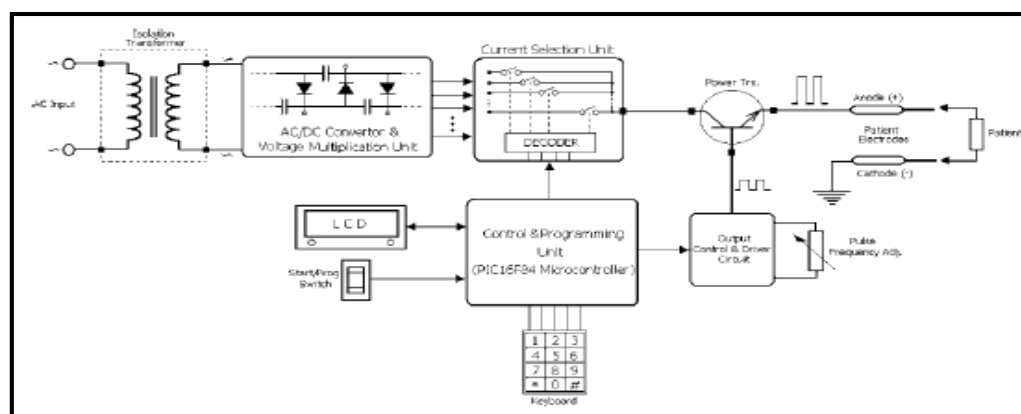 Isolation
Transformer
AC Input
AC/DC Convertor &
Voltage Multiplication Unit
Current Selection Unit
DECODER
Power Trs.
Anode (+)
Patient
Electrodes
Cathode (-)
Patient
LCD
Start/Prog
Switch
Control &Programming
Unit
(PIC16F84 Microcontroller)
Output
Control & Driver
Circuit
Pulse
Frequency Adj.
1 2 3
4 5 6
7 8 9
* 0 #
Keyboard